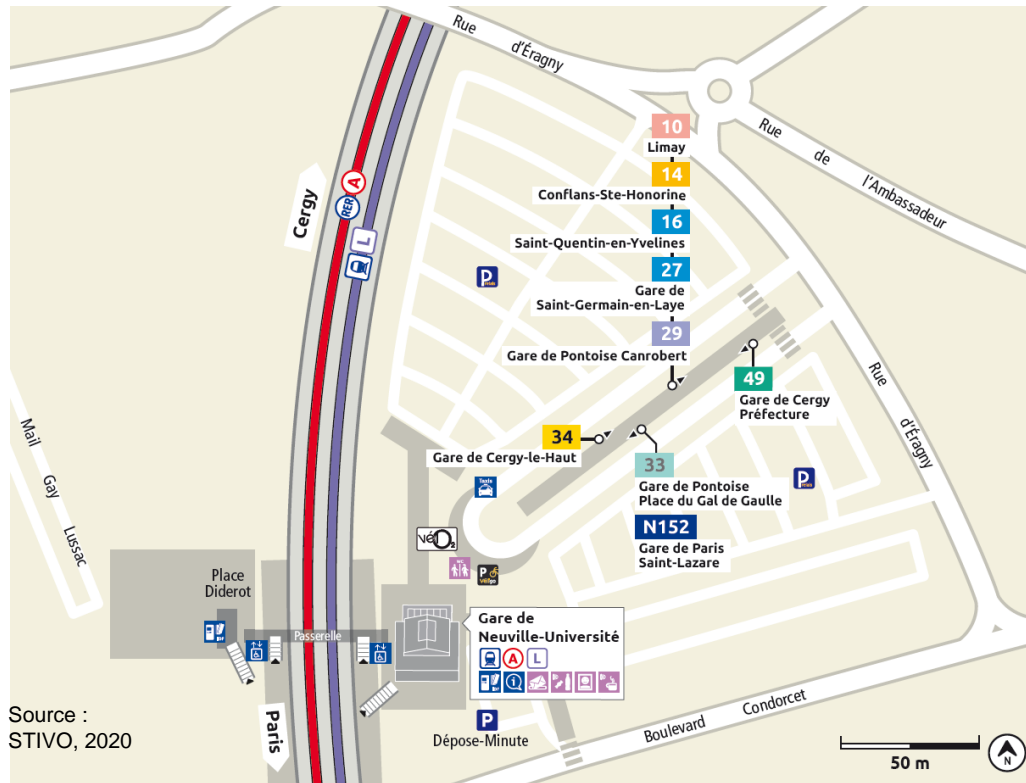 Rue
d'Éragny
Rue
de
l'Ambassadeur
10
Limay
14
Conflans-Ste-Honorine
16
Saint-Quentin-en-Yvelines
27
Gare de
Saint-Germain-en-Laye
29
Gare de Pontoise Canrobert
49
Gare de Cergy
Préfecture
34
Gare de Cergy-le-Haut
33
Gare de Pontoise
Place du Gal de Gaulle
N152
Gare de Paris
Saint-Lazare
Rue
d'Éragny
Cergy
A
RER
L
P
P
Taxis
Vélo2
P
Véligo
Mail Gay Lussac
Place
Diderot
Passerelle
Gare de
Neuville-Université
A
L
i
P
Dépose-Minute
Boulevard Condorcet
Paris
Source :
STIVO, 2020
50 m
N